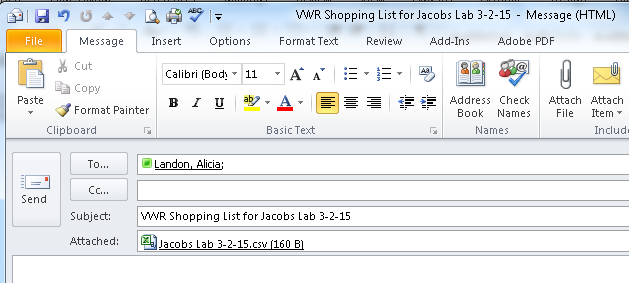 VWR Shopping List for Jacobs Lab 3-2-15 - Message (HTML)
File Message Insert Options Format Text Review Developer Add-Ins Adobe PDF
Cut
Calibri (Body 11 A A
Copy
Paste Format Painter
B I U ab A
Address Book Check Names Attach File Attach Item
Clipboard Basic Text Names Include
To... Landon, Alicia;
Cc...
Send
Subject: VWR Shopping List for Jacobs Lab 3-2-15
Attached: Jacobs Lab 3-2-15.csv (160 B)